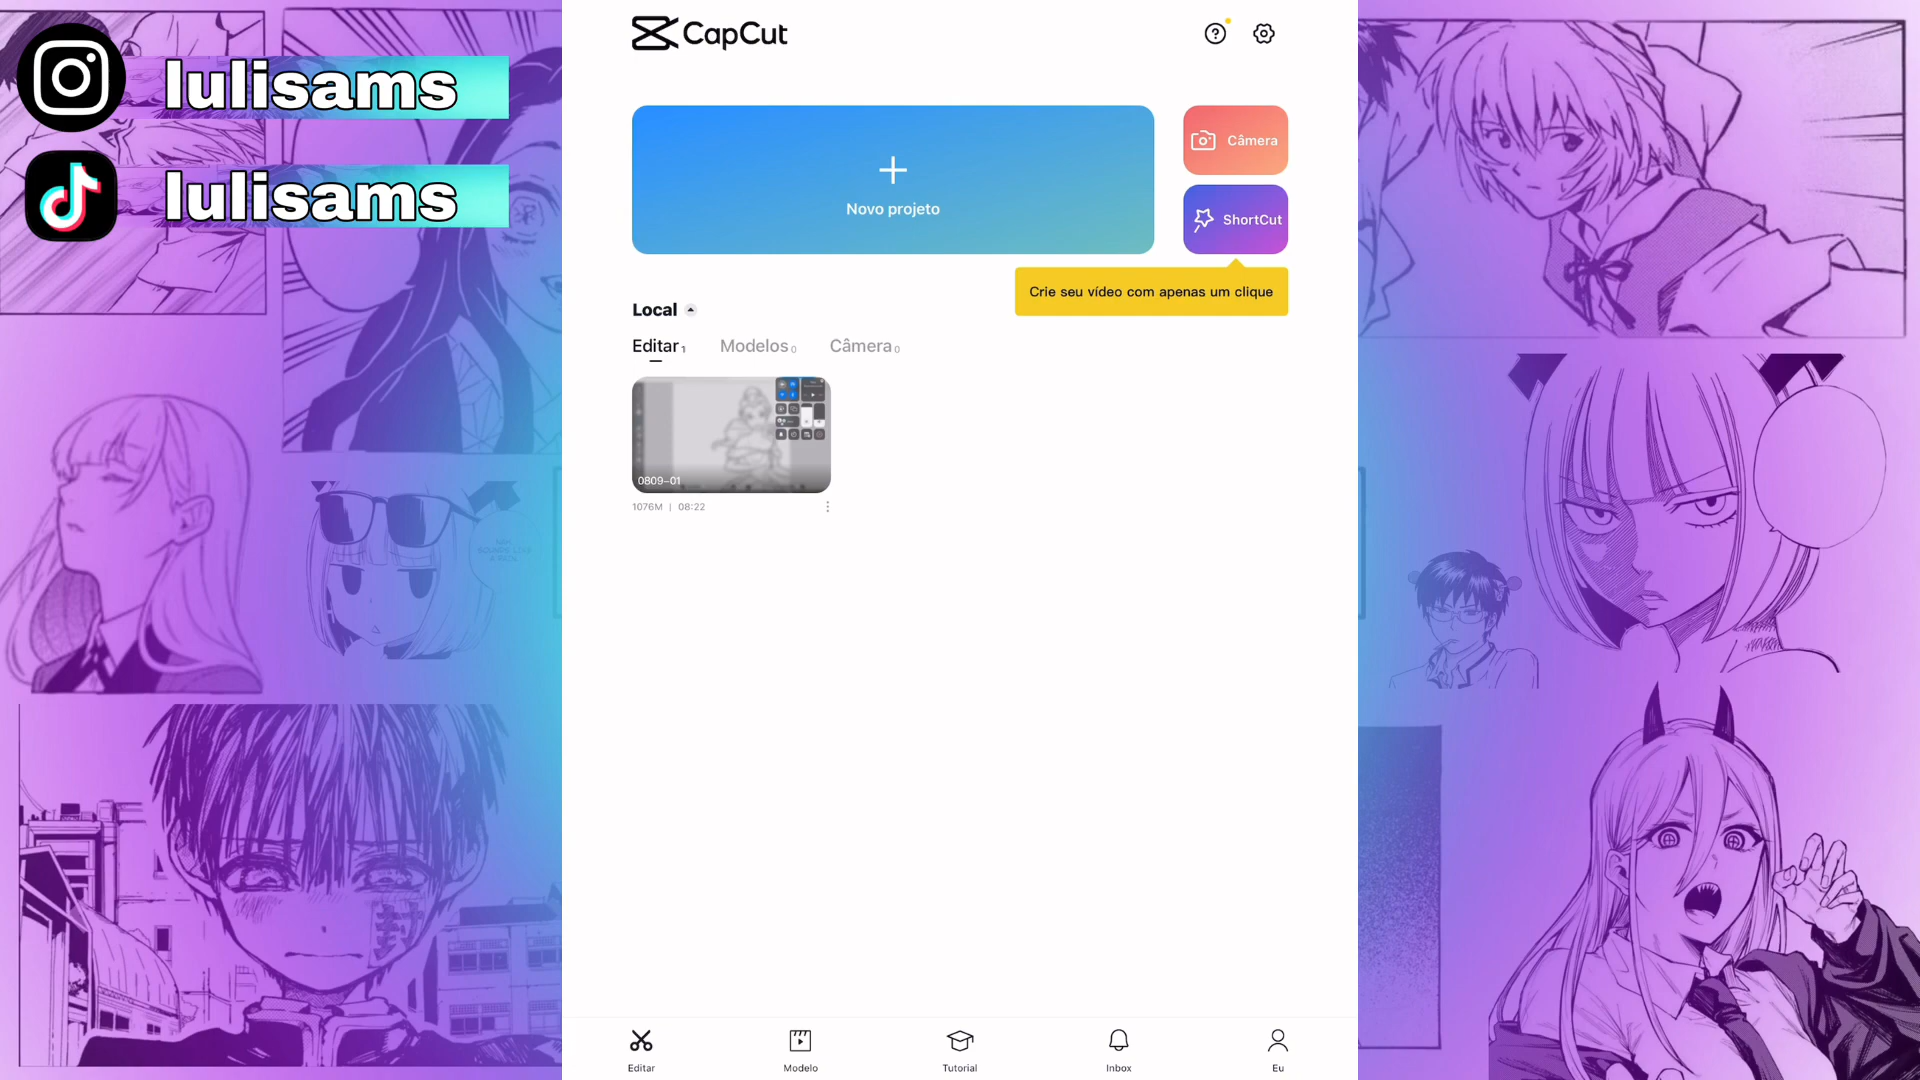 lulisams
lulisams
CapCut
Câmera
Novo projeto
ShortCut
Crie seu vídeo com apenas um clique
Local
Editar 1
Modelos 0
Câmera 0
0809-01
1076M | 08:22
封
Editar
Modelo
Tutorial
Inbox
Eu